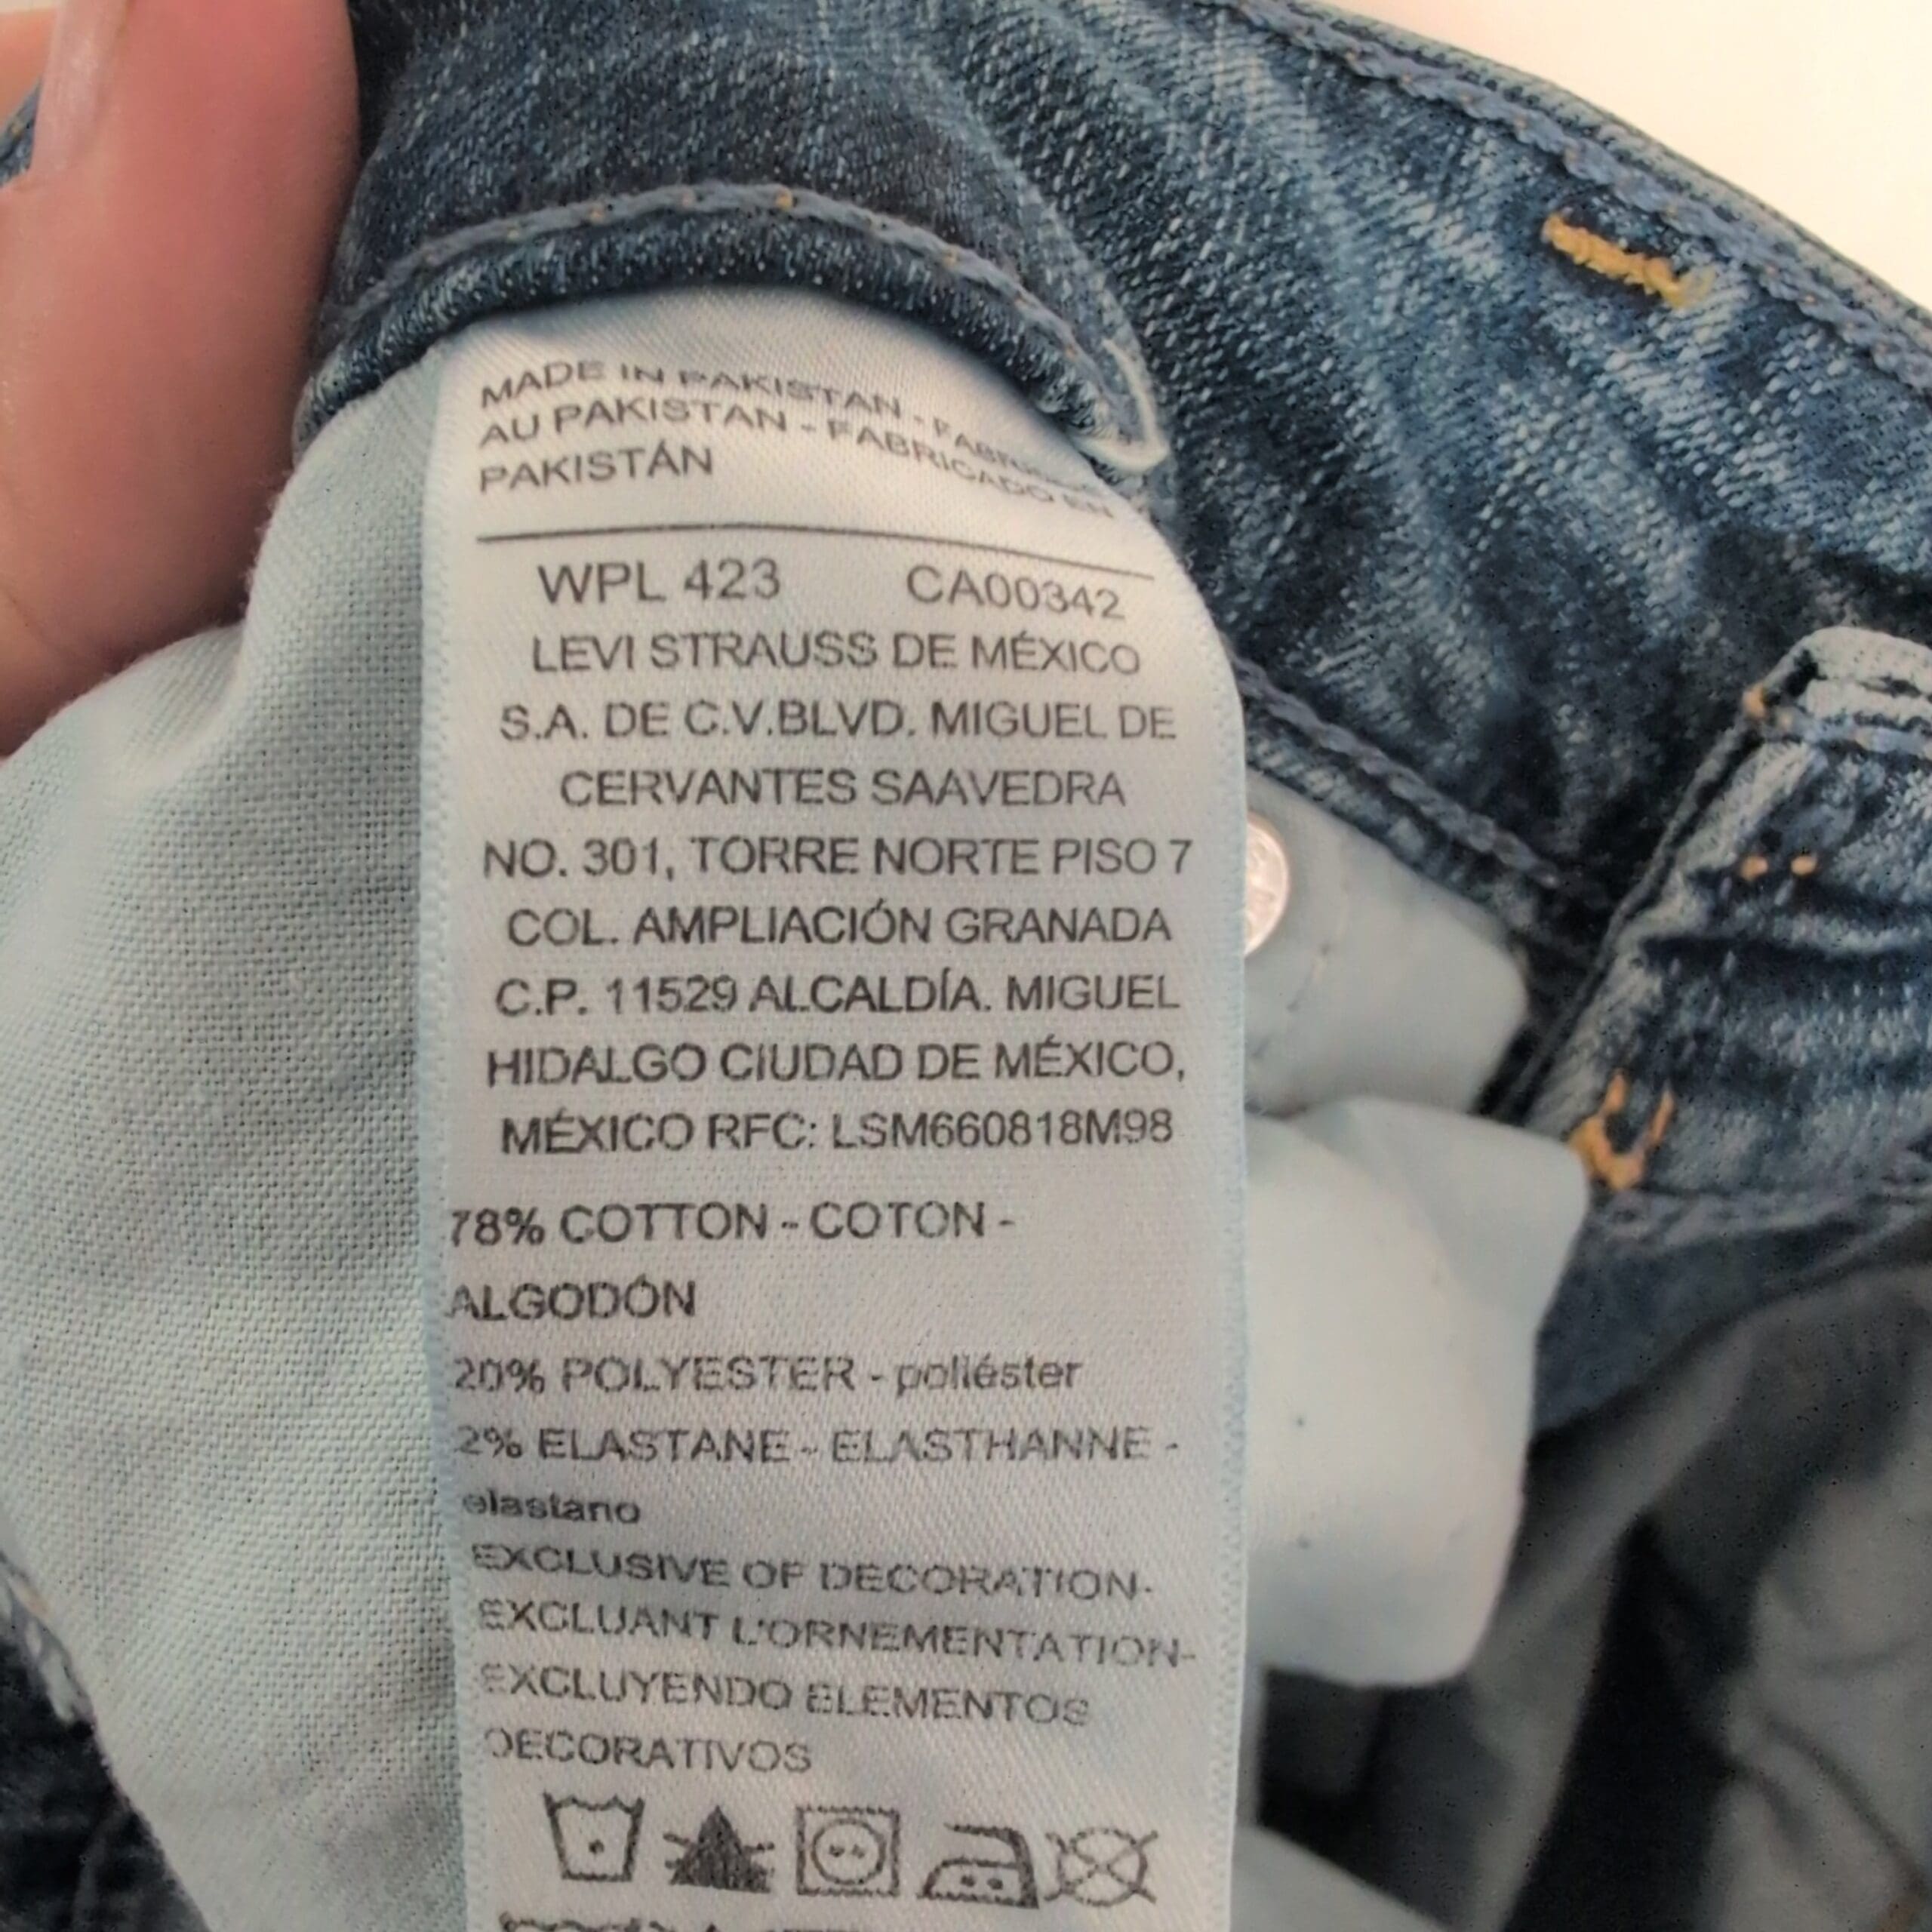 MADE IN PAKISTAN - FABRIQUÉ
AU PAKISTAN - FABRICADO EN
PAKISTÁN
WPL 423 CA00342
LEVI STRAUSS DE MÉXICO
S.A. DE C.V.BLVD. MIGUEL DE
CERVANTES SAAVEDRA
NO. 301, TORRE NORTE PISO 7
COL. AMPLIACIÓN GRANADA
C.P. 11529 ALCALDÍA. MIGUEL
HIDALGO CIUDAD DE MÉXICO,
MÉXICO RFC: LSM660818M98
78% COTTON - COTON -
ALGODÓN
20% POLYESTER - poliéster
2% ELASTANE - ELASTHANNE -
elastano
EXCLUSIVE OF DECORATION-
EXCLUANT L'ORNEMENTATION-
EXCLUYENDO ELEMENTOS
DECORATIVOS